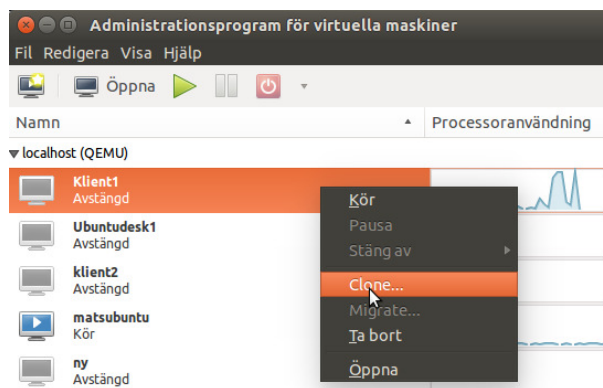 Administrationsprogram för virtuella maskiner
Fil Redigera Visa Hjälp
Öppna
Namn Processoranvändning
localhost (QEMU)
Klient1
Avstängd
Ubuntudesk1
Avstängd
klient2
Avstängd
matsubuntu
Kör
ny
Avstängd
Kör
Pausa
Stäng av
Clone...
Migrate...
Ta bort
Öppna